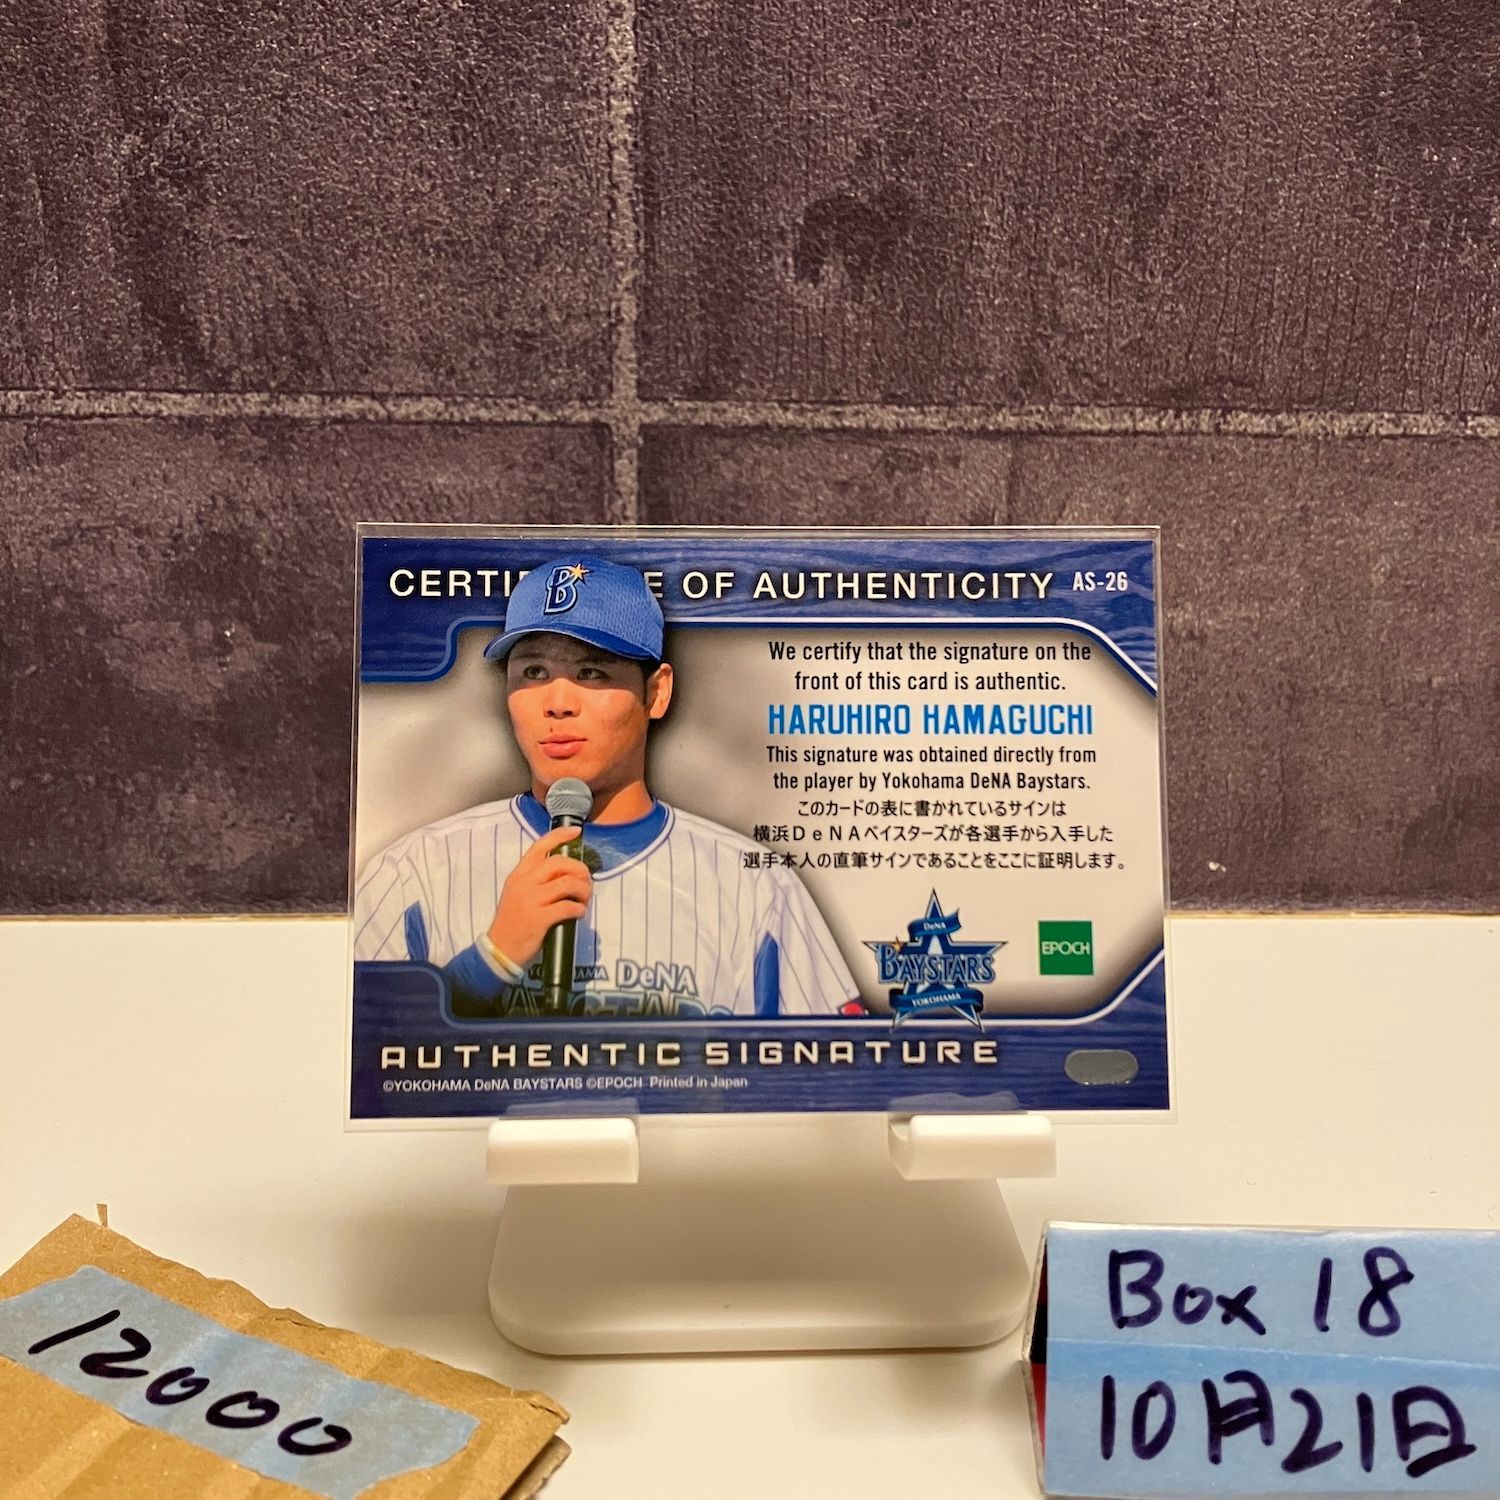 CERTI E OF AUTHENTICITY AS-26
B
We certify that the signature on the
front of this card is authentic.
HARUHIRO HAMAGUCHI
This signature was obtained directly from
the player by Yokohama DeNA Baystars.
このカードの表に書かれているサインは
横浜DeNAベイスターズが各選手から入手した
選手本人の直筆サインであることをここに証明します。
DeNA
BAYSTARS
YOKOHAMA
EPOCH
DeNA
AUTHENTIC SIGNATURE
©YOKOHAMA DeNA BAYSTARS ©EPOCH Printed in Japan
12000
Box 18
10月21日